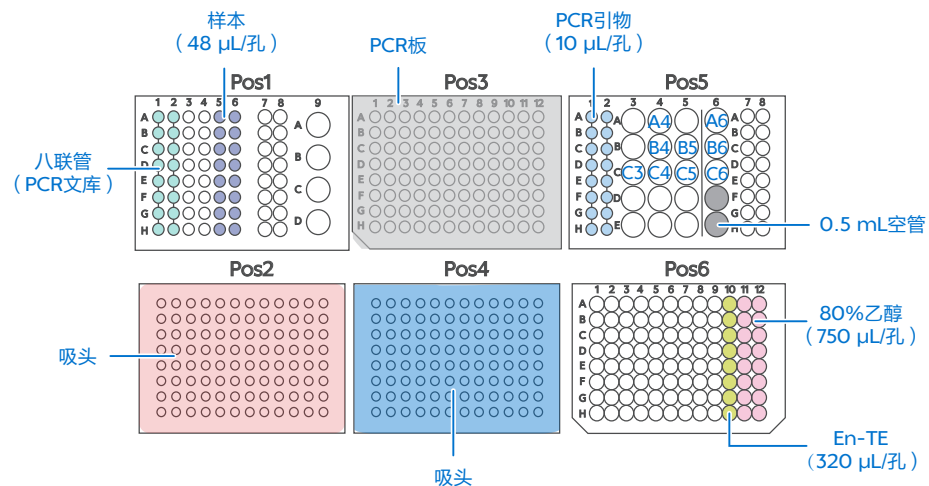 样本
（48 μL/孔）
PCR板
PCR引物
（10 μL/孔）
Pos1
Pos3
Pos5
1 2 3 4 5 6 7 8 9
A
B
C
D
E
F
G
H
A
B
C
D
八联管
（PCR文库）
1 2 3 4 5 6 7 8 9 10 11 12
A
B
C
D
E
F
G
H
1 2 3 4 5 6 7 8
A
B
C
D
E
F
G
H
A
B
C
D
E
A4 A6
B4 B5 B6
C3 C4 C5 C6
A
B
C
D
E
F
G
H
0.5 mL空管
Pos2
Pos4
Pos6
吸头
吸头
1 2 3 4 5 6 7 8 9 10 11 12
A
B
C
D
E
F
G
H
80%乙醇
（750 μL/孔）
En-TE
（320 μL/孔）